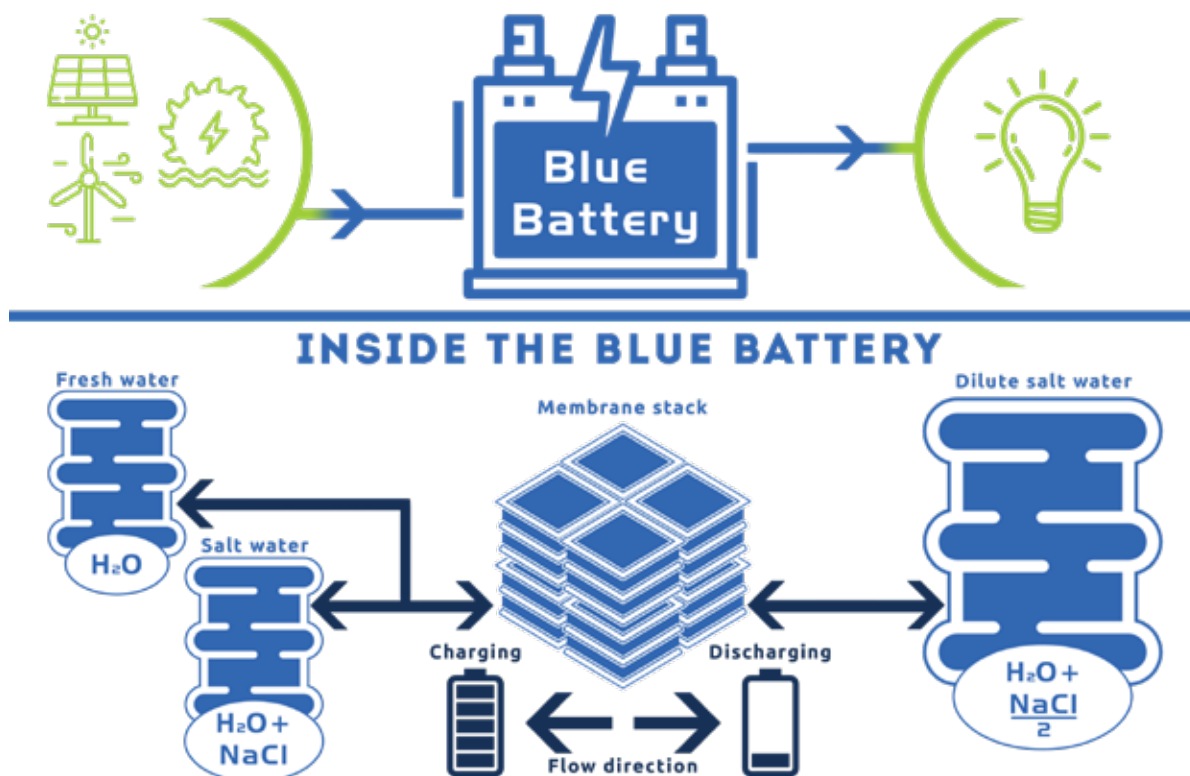 Blue
Battery
INSIDE THE BLUE BATTERY
Fresh water
H₂O
Salt water
H₂O +
NaCl
Membrane stack
Charging
Discharging
Flow direction
Dilute salt water
H₂O +
NaCl
2